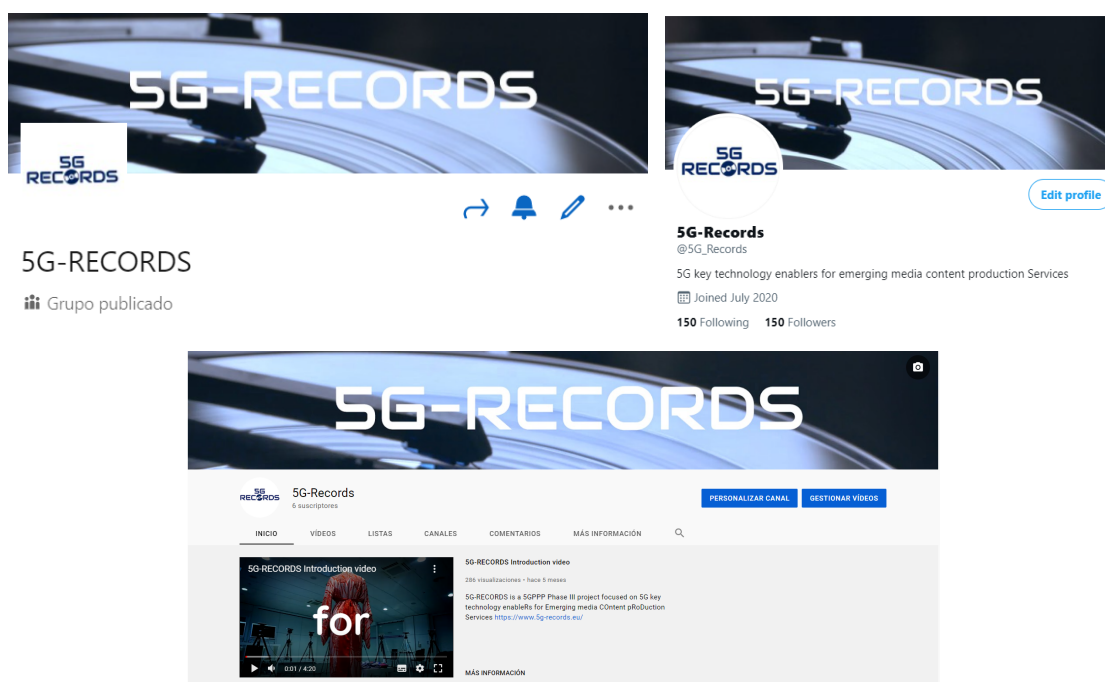 5G-RECORDS
5G
RECORDS
5G-RECORDS
Grupo publicado
5G-RECORDS
5G
RECORDS
Edit profile
5G-Records
@5G_Records
5G key technology enablers for emerging media content production Services
Joined July 2020
150 Following 150 Followers
5G-RECORDS
5G
RECORDS
5G-Records
6 suscriptores
PERSONALIZAR CANAL GESTIONAR VÍDEOS
INICIO VÍDEOS LISTAS CANALES COMENTARIOS MÁS INFORMACIÓN
5G-RECORDS Introduction video
for
0:01 / 4:20
5G-RECORDS Introduction video
286 visualizaciones • hace 5 meses
5G-RECORDS is a 5GPPP Phase III project focused on 5G key
technology enableRs for Emerging media COntent pRoDuction
Services https://www.5g-records.eu/
MÁS INFORMACIÓN